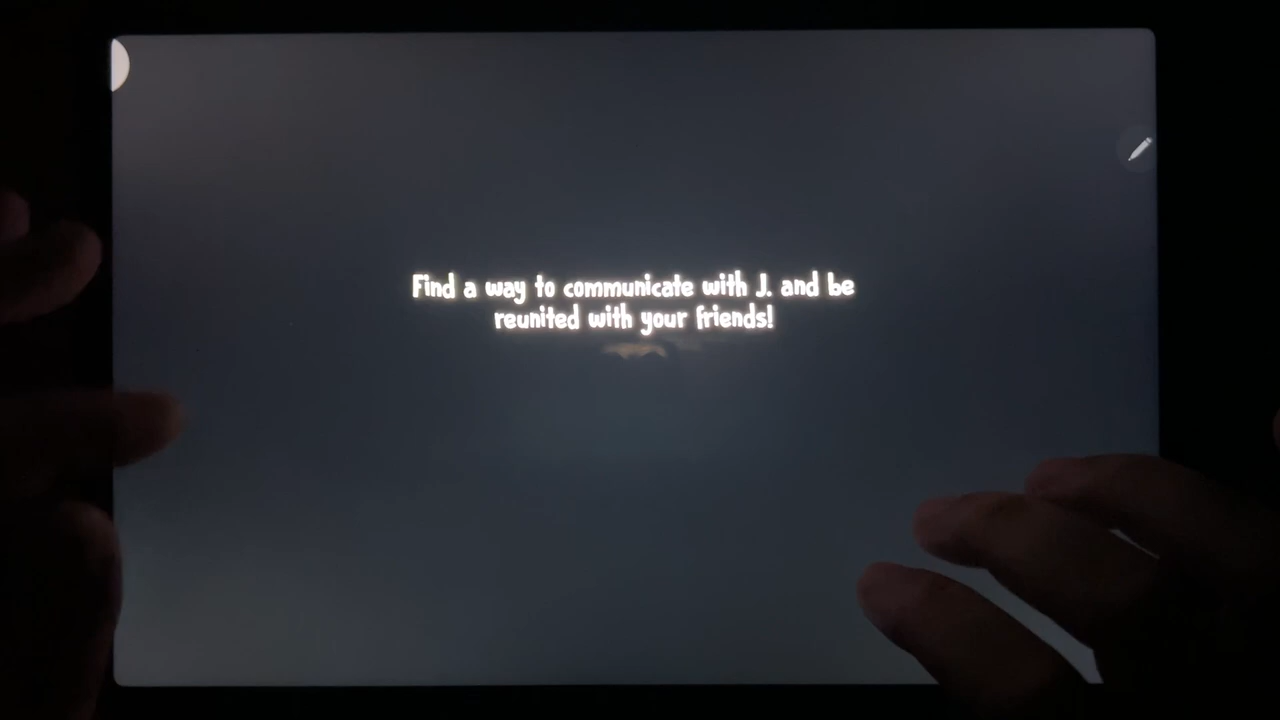 Find a way to communicate with J. and be
reunited with your friends!